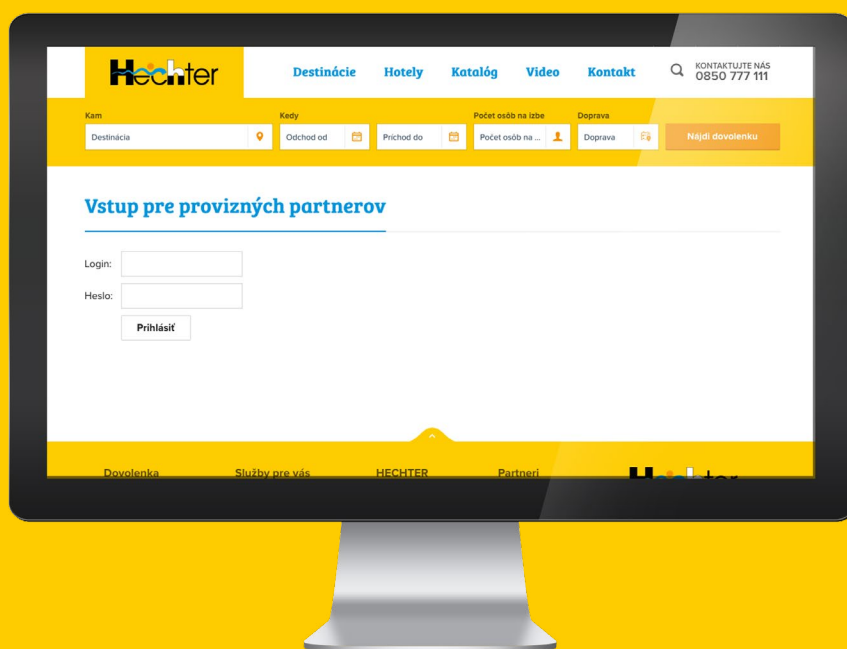 Hechter
Destinácie Hotely Katalóg Video Kontakt
KONTAKTUJTE NÁS
0850 777 111
Kam Kedy Počet osôb na izbe Doprava
Destinácia Odchod od Príchod do Počet osôb na ... Doprava Nájdi dovolenku
Vstup pre provizných partnerov
Login:
Heslo:
Prihlásiť
Dovolenka Služby pre vás HECHTER Partneri Hechter